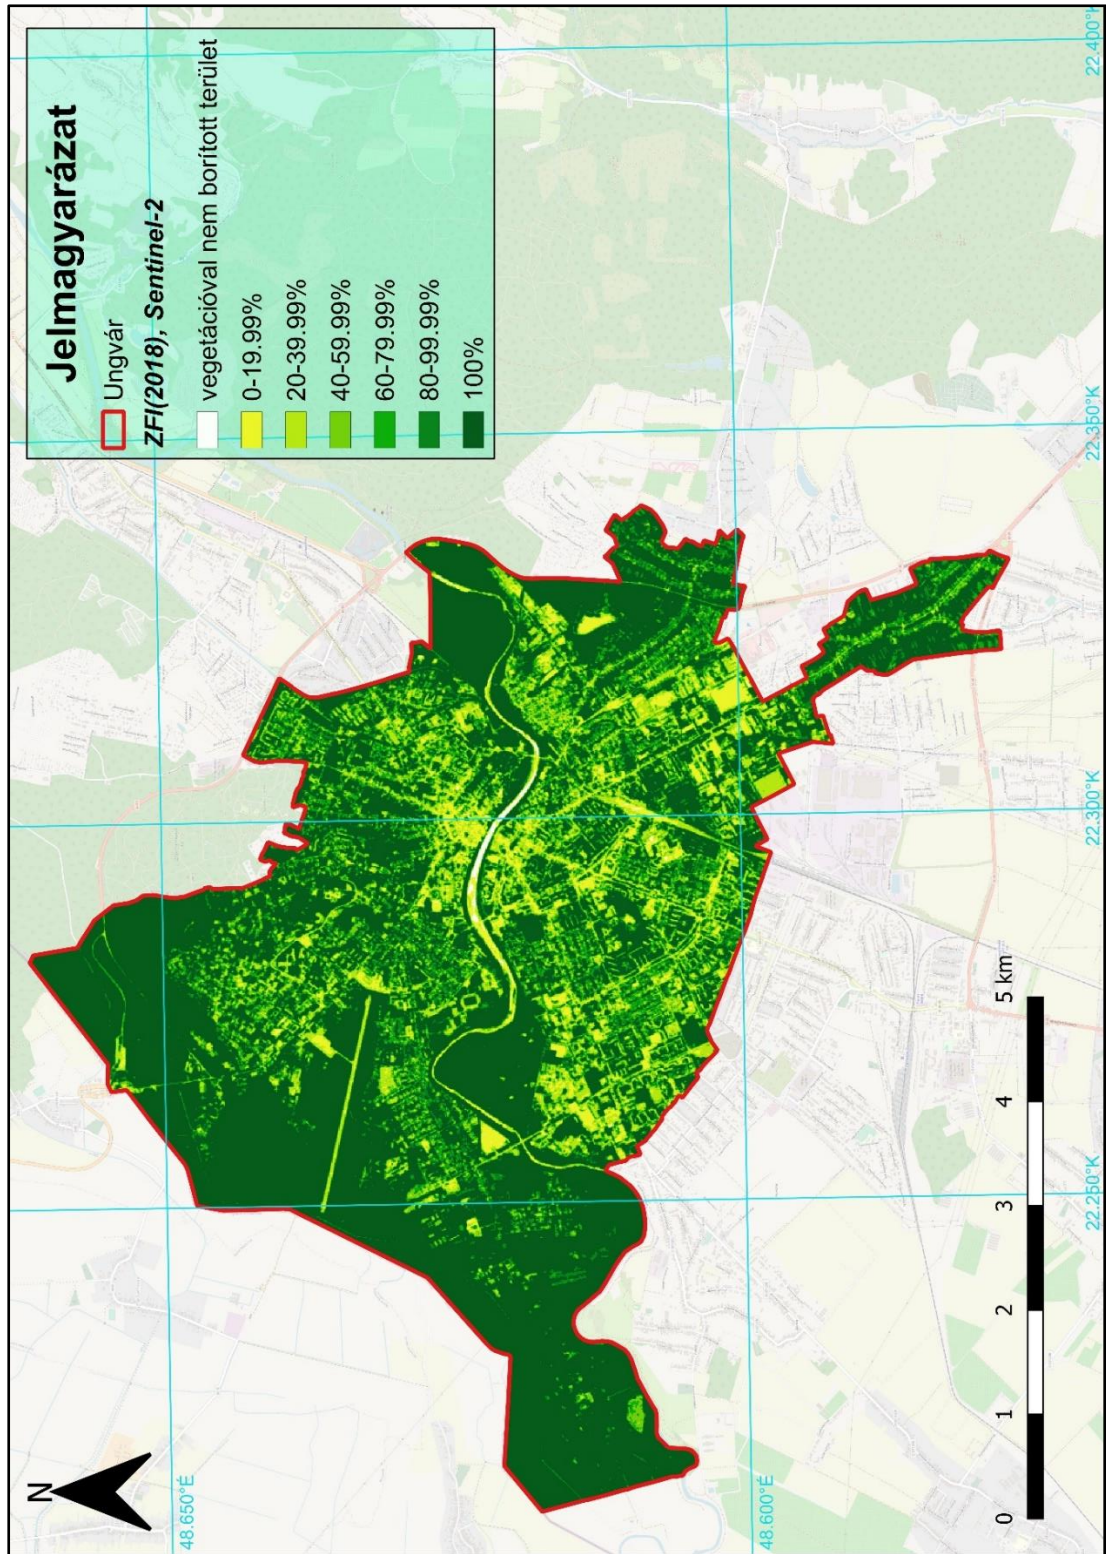 Jelmagyarázat
Ungvár
ZFI(2018), Sentinel-2
vegetációval nem borított terület
0-19.99%
20-39.99%
40-59.99%
60-79.99%
80-99.99%
100%
N
48.650°É
48.600°É
22.250°K
22.300°K
22.350°K
22.400°K
0 1 2 3 4 5 km